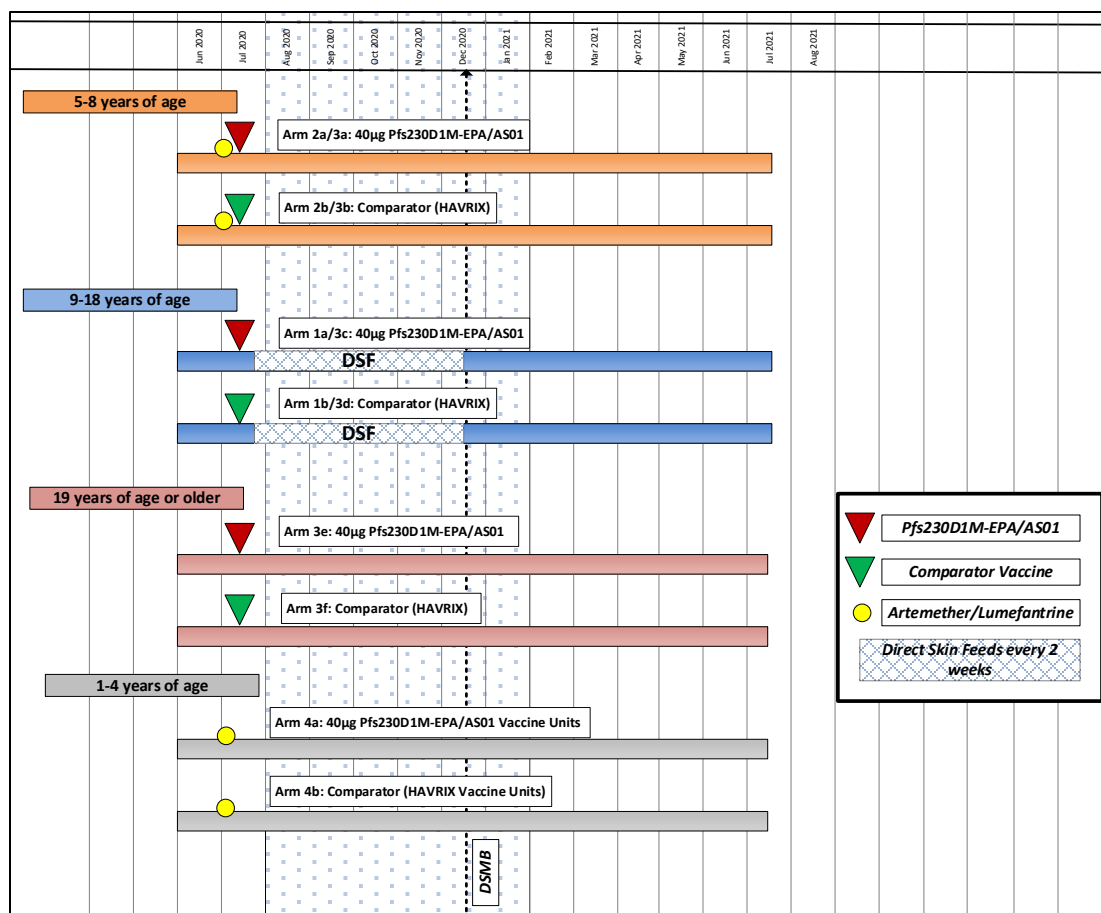 Jun 2020
Jul 2020
Aug 2020
Sep 2020
Oct 2020
Nov 2020
Dec 2020
Jan 2021
Feb 2021
Mar 2021
Apr 2021
May 2021
Jun 2021
Jul 2021
Aug 2021
5-8 years of age
Arm 2a/3a: 40µg Pfs230D1M-EPA/AS01
Arm 2b/3b: Comparator (HAVRIX)
9-18 years of age
Arm 1a/3c: 40µg Pfs230D1M-EPA/AS01
DSF
Arm 1b/3d: Comparator (HAVRIX)
DSF
19 years of age or older
Arm 3e: 40µg Pfs230D1M-EPA/AS01
Arm 3f: Comparator (HAVRIX)
1-4 years of age
Arm 4a: 40µg Pfs230D1M-EPA/AS01 Vaccine Units
Arm 4b: Comparator (HAVRIX Vaccine Units)
DSMB
Pfs230D1M-EPA/AS01
Comparator Vaccine
Artemether/Lumefantrine
Direct Skin Feeds every 2
weeks